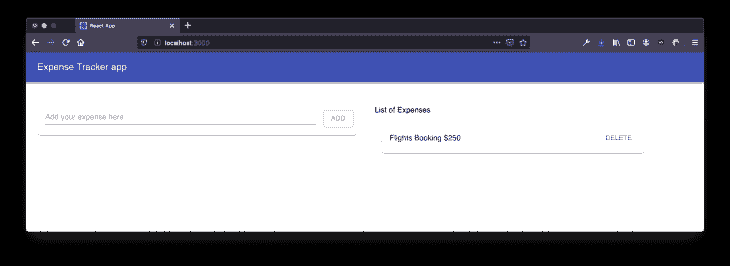 React App
localhost:3000
Expense Tracker app
Add your expense here
ADD
List of Expenses
Flights Booking $250
DELETE